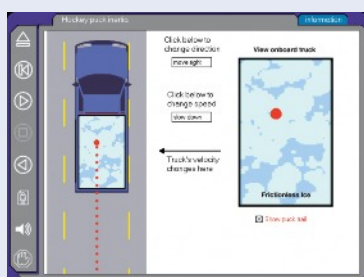 Hockey puck inertia
information
Click below to
change direction
move right
Click below to
change speed
slow down
Truck's velocity
changes here
View onboard truck
Frictionless Ice
Show puck trail